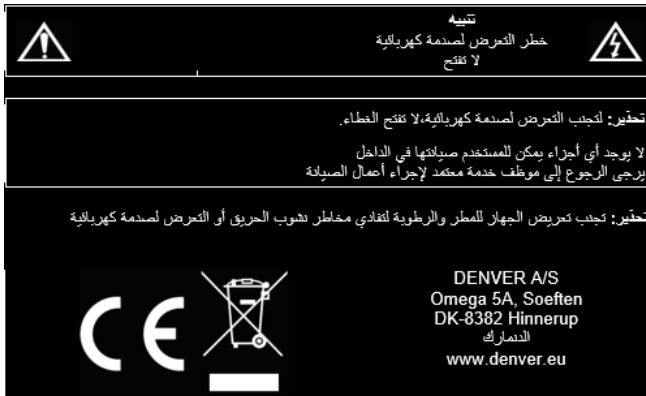 تنبيه
خطر التعرض لصدمة كهربائية
لا تفتح
تحذير: لتجنب التعرض لصدمة كهربائية،لا تفتح الغطاء.
لا يوجد أي أجزاء يمكن للمستخدم صيانتها في الداخل
يرجى الرجوع إلى موظف خدمة معتمد لإجراء أعمال الصيانة
تحذير: تجنب تعريض الجهاز للمطر والرطوبة لتفادي مخاطر نشوب الحريق أو التعرض لصدمة كهربائية
CE
DENVER A/S
Omega 5A, Soeften
DK-8382 Hinnerup
الدنمارك
www.denver.eu